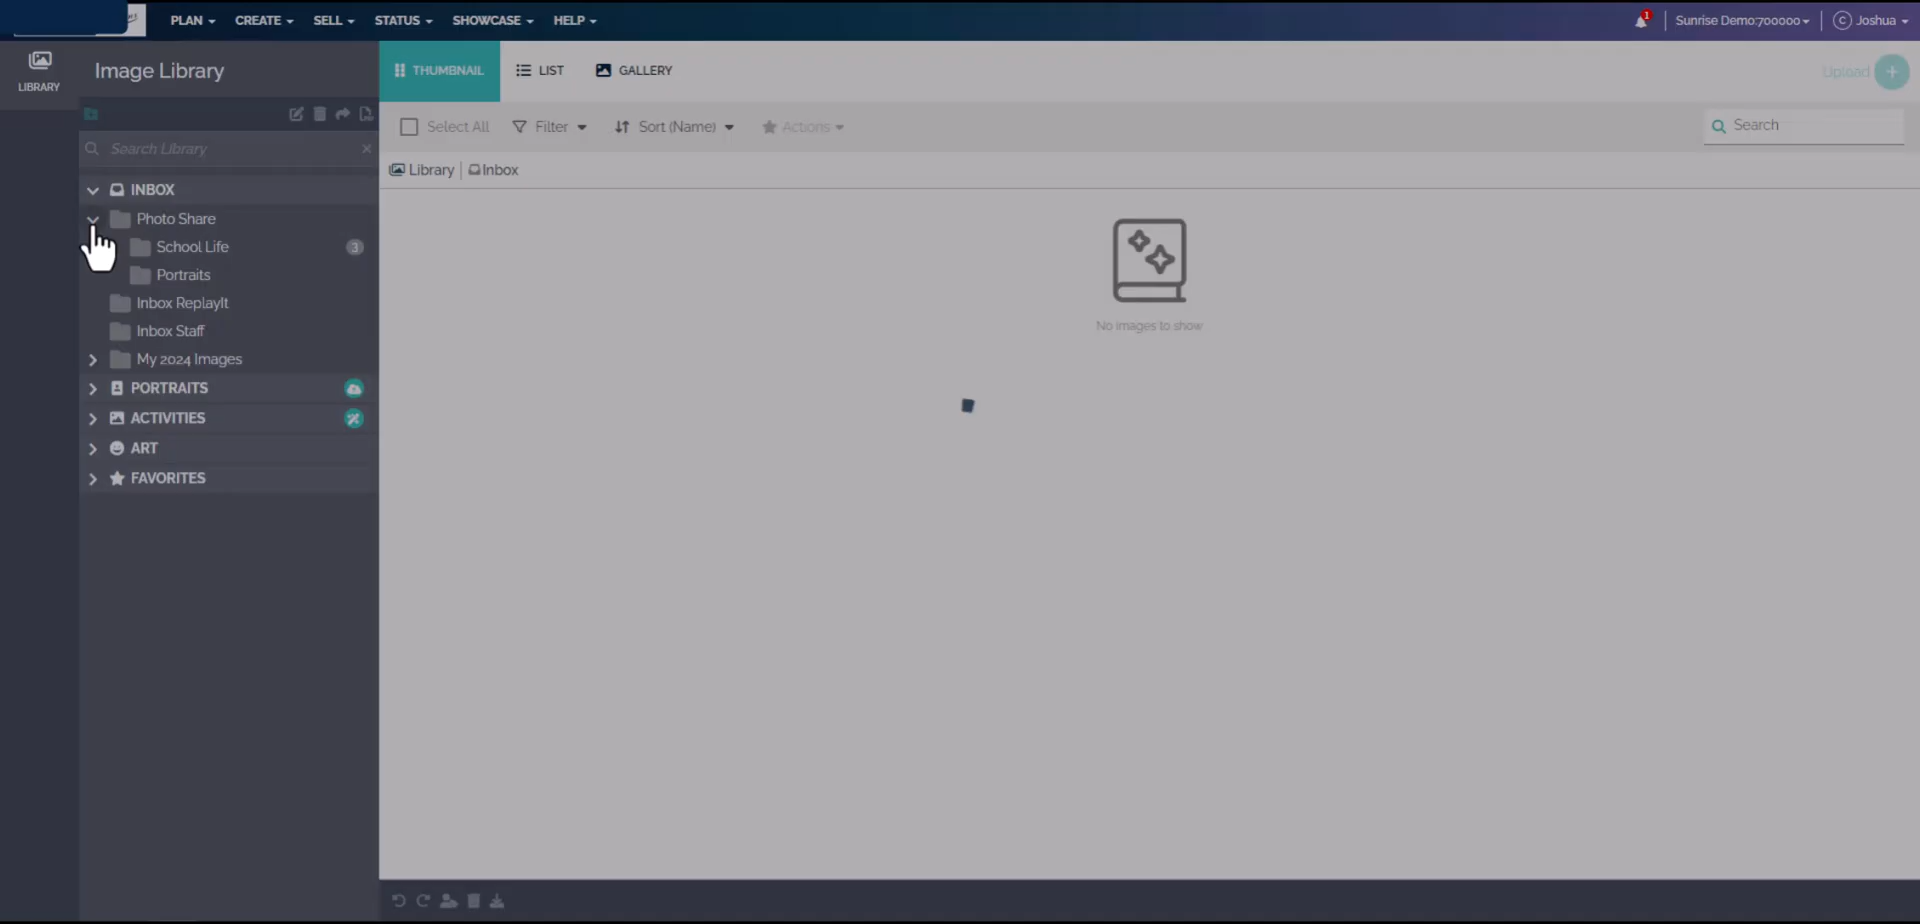 PLAN CREATE SELL STATUS SHOWCASE HELP 1 Sunrise Demo:700000 C Joshua
LIBRARY
Image Library
THUMBNAIL LIST GALLERY Upload +
Select All Filter Sort (Name) Actions Search
Search Library ×
Library | Inbox
INBOX
Photo Share
School Life 3
Portraits
Inbox ReplayIt
Inbox Staff
My 2024 Images
PORTRAITS
ACTIVITIES
ART
FAVORITES
No images to show